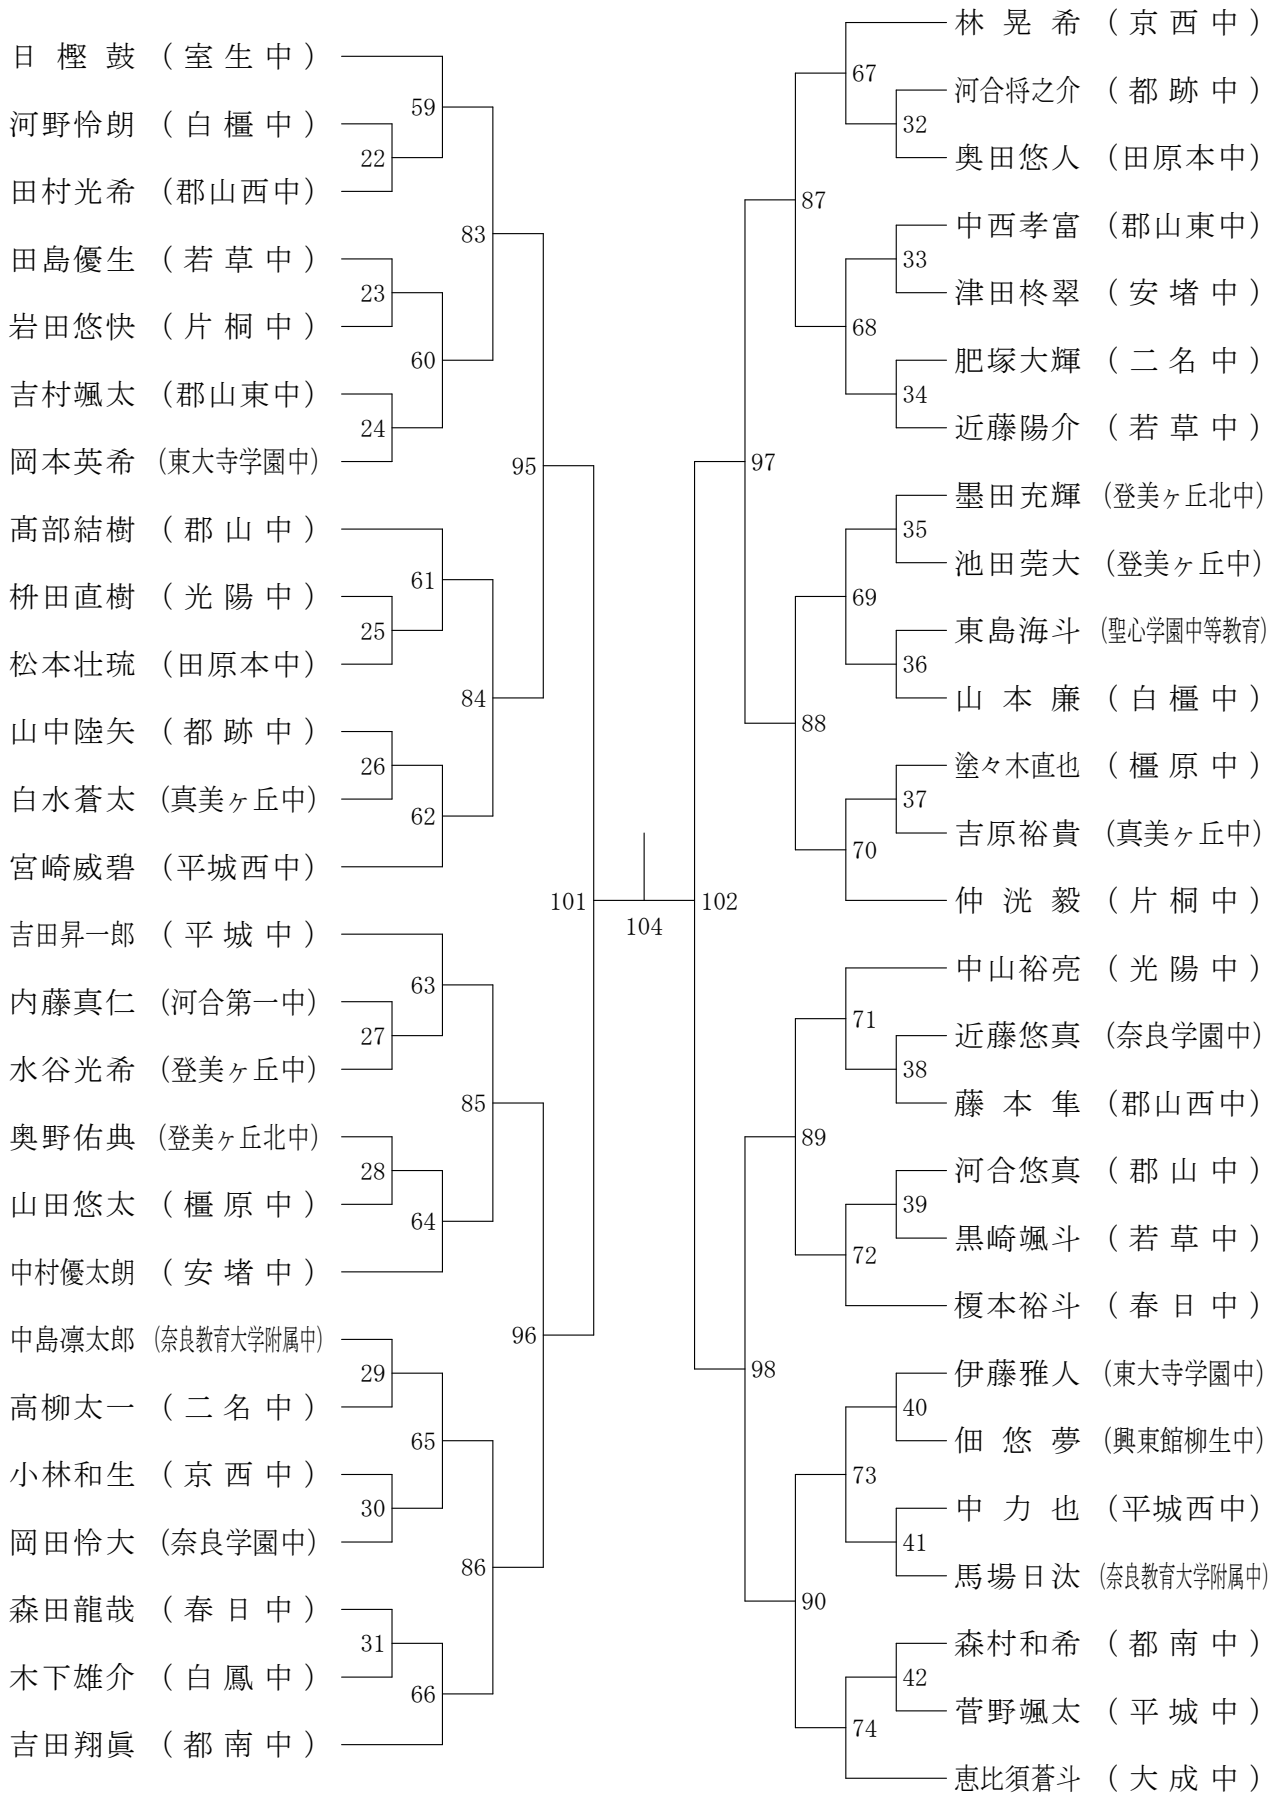 日樫鼓（室生中）
河野怜朗（白橿中）
田村光希（郡山西中）
田島優生（若草中）
岩田悠快（片桐中）
吉村颯太（郡山東中）
岡本英希（東大寺学園中）
髙部結樹（郡山中）
枡田直樹（光陽中）
松本壮琉（田原本中）
山中陸矢（都跡中）
白水蒼太（真美ヶ丘中）
宮崎威碧（平城西中）
吉田昇一郎（平城中）
内藤真仁（河合第一中）
水谷光希（登美ヶ丘中）
奥野佑典（登美ヶ丘北中）
山田悠太（橿原中）
中村優太朗（安堵中）
中島凛太郎（奈良教育大学附属中）
高柳太一（二名中）
小林和生（京西中）
岡田怜大（奈良学園中）
森田龍哉（春日中）
木下雄介（白鳳中）
吉田翔眞（都南中）
22
23
24
25
26
27
28
29
30
31
59
60
61
62
63
64
65
66
83
84
85
86
95
96
101
104
102
97
98
87
88
89
90
67
68
69
70
71
72
73
74
32
33
34
35
36
37
38
39
40
41
42
林晃希（京西中）
河合将之介（都跡中）
奥田悠人（田原本中）
中西孝富（郡山東中）
津田柊翠（安堵中）
肥塚大輝（二名中）
近藤陽介（若草中）
墨田充輝（登美ヶ丘北中）
池田莞大（登美ヶ丘中）
東島海斗（聖心学園中等教育）
山本廉（白橿中）
塗々木直也（橿原中）
吉原裕貴（真美ヶ丘中）
仲洸毅（片桐中）
中山裕亮（光陽中）
近藤悠真（奈良学園中）
藤本隼（郡山西中）
河合悠真（郡山中）
黒崎颯斗（若草中）
榎本裕斗（春日中）
伊藤雅人（東大寺学園中）
佃悠夢（興東館柳生中）
中力也（平城西中）
馬場日汰（奈良教育大学附属中）
森村和希（都南中）
菅野颯太（平城中）
恵比須蒼斗（大成中）